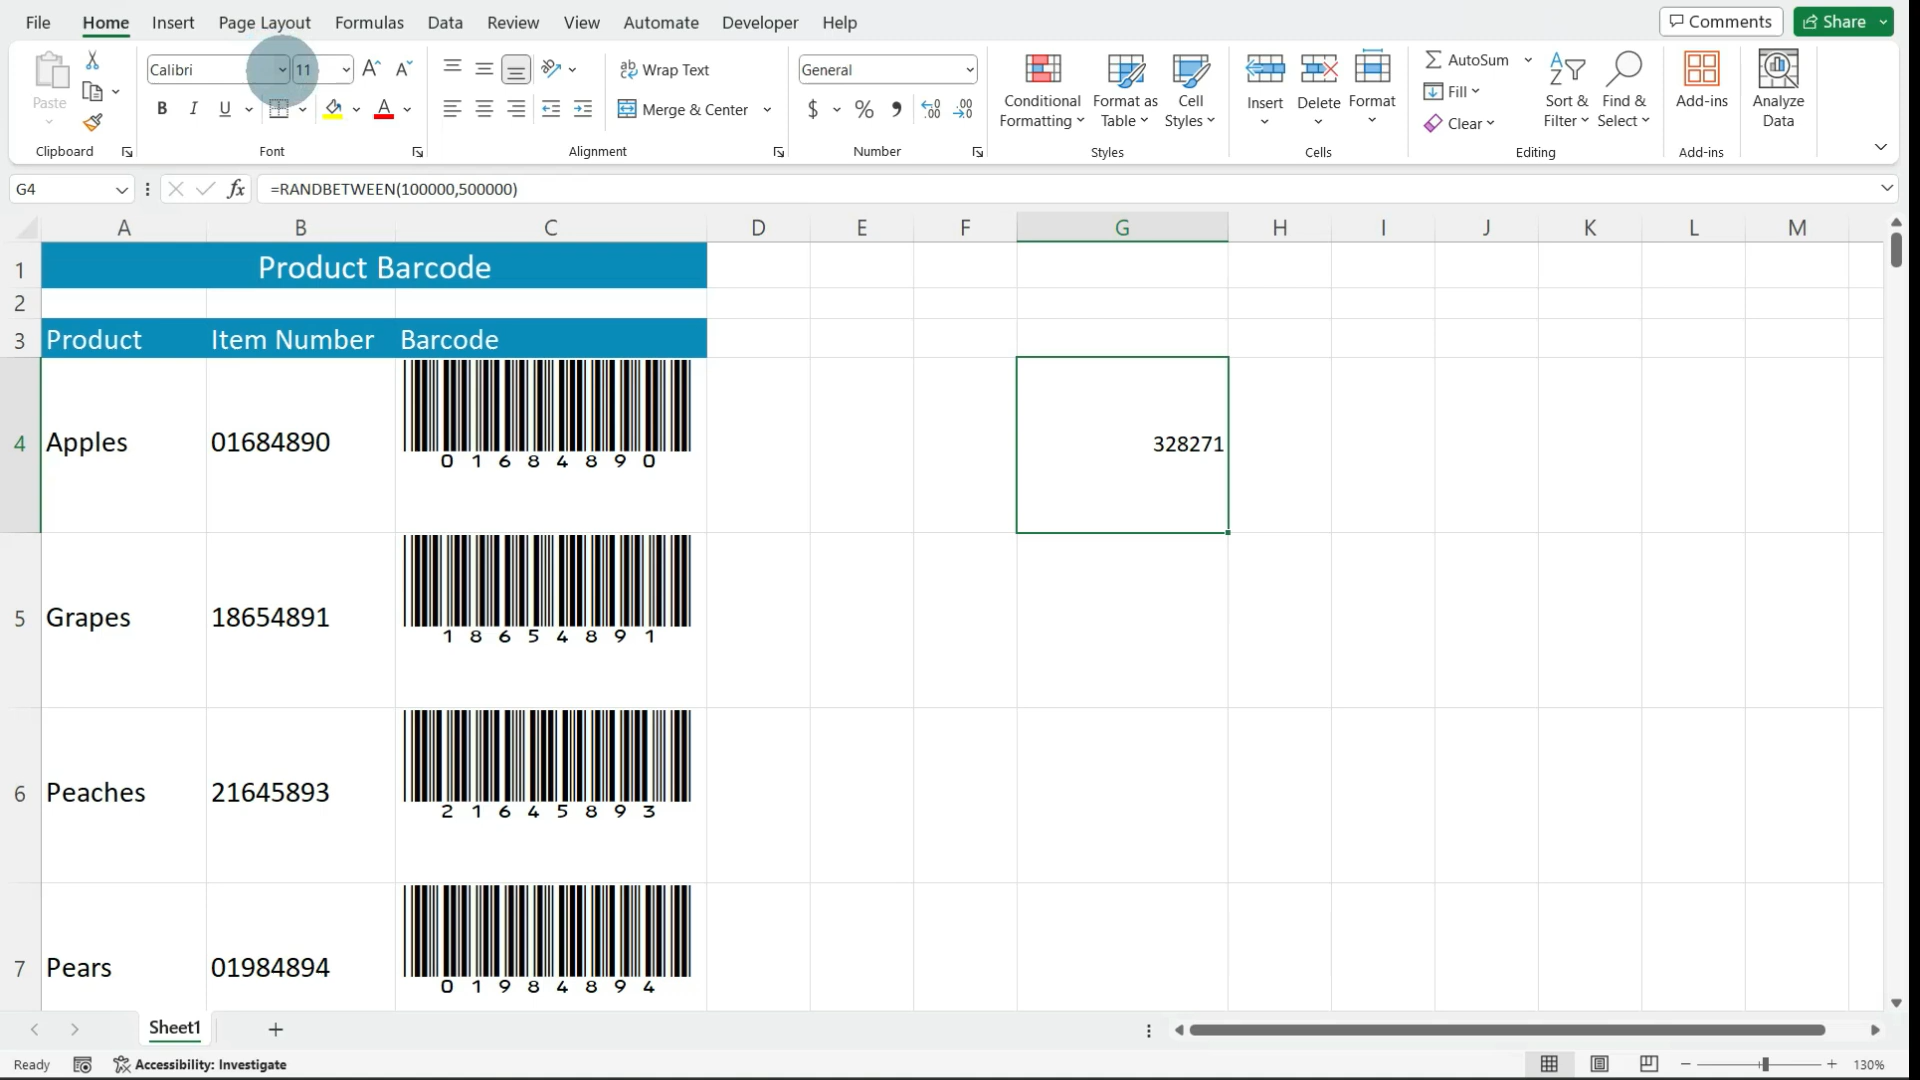 File Home Insert Page Layout Formulas Data Review View Automate Developer Help Comments Share
Calibri 11 Wrap Text General
Paste B I U A Merge & Center $ % , Conditional Formatting Format as Table Cell Styles Insert Delete Format AutoSum Fill Clear Sort & Filter Find & Select Add-ins Analyze Data
Clipboard Font Alignment Number Styles Cells Editing Add-ins
G4 fx =RANDBETWEEN(100000,500000)
A B C D E F G H I J K L M
1 Product Barcode
2
3 Product Item Number Barcode
4 Apples 01684890 328271
0 1 6 8 4 8 9 0
5 Grapes 18654891
1 8 6 5 4 8 9 1
6 Peaches 21645893
2 1 6 4 5 8 9 3
7 Pears 01984894
0 1 9 8 4 8 9 4
Sheet1
Ready Accessibility: Investigate 130%